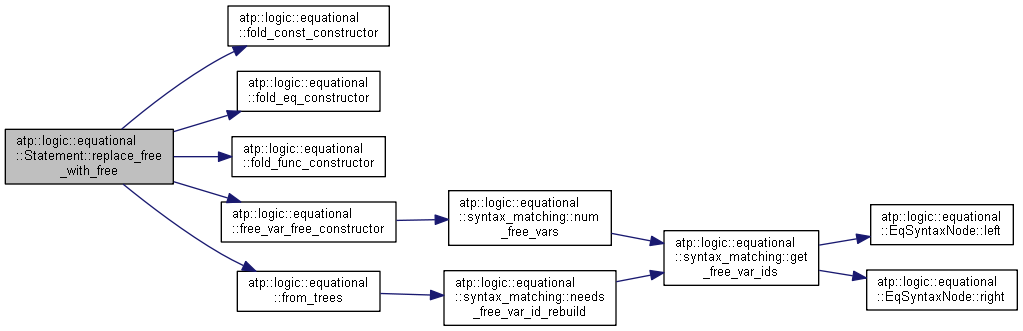 atp::logic::equational
::Statement::replace_free
_with_free
atp::logic::equational
::fold_const_constructor
atp::logic::equational
::fold_eq_constructor
atp::logic::equational
::fold_func_constructor
atp::logic::equational
::free_var_free_constructor
atp::logic::equational
::from_trees
atp::logic::equational
::syntax_matching::num
_free_vars
atp::logic::equational
::syntax_matching::needs
_free_var_id_rebuild
atp::logic::equational
::syntax_matching::get
_free_var_ids
atp::logic::equational
::EqSyntaxNode::left
atp::logic::equational
::EqSyntaxNode::right